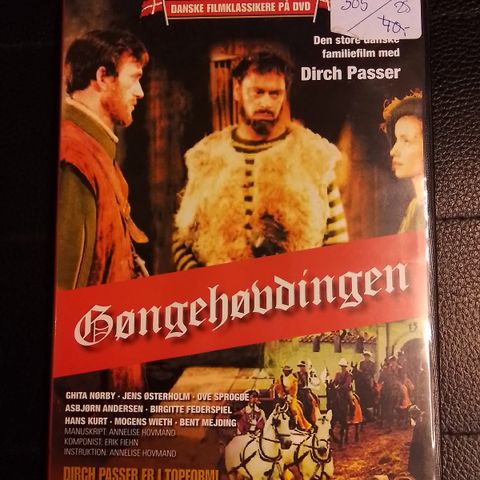 DANSKE FILMKLASSIKERE PÅ DVD
Den store danske
familiefilm med
Dirch Passer
Gøngehøvdingen
GHITA NØRBY · JENS ØSTERHOLM · OVE SPROGØE
ASBJØRN ANDERSEN · BIRGITTE FEDERSPIEL
HANS KURT · MOGENS WIETH · BENT MEJDING
MANUSKRIPT: ANNELISE HOVMAND
KOMPONIST: ERIK FIEHN
INSTRUKTION: ANNELISE HOVMAND
DIRCH PASSER ER I TOPFORM!